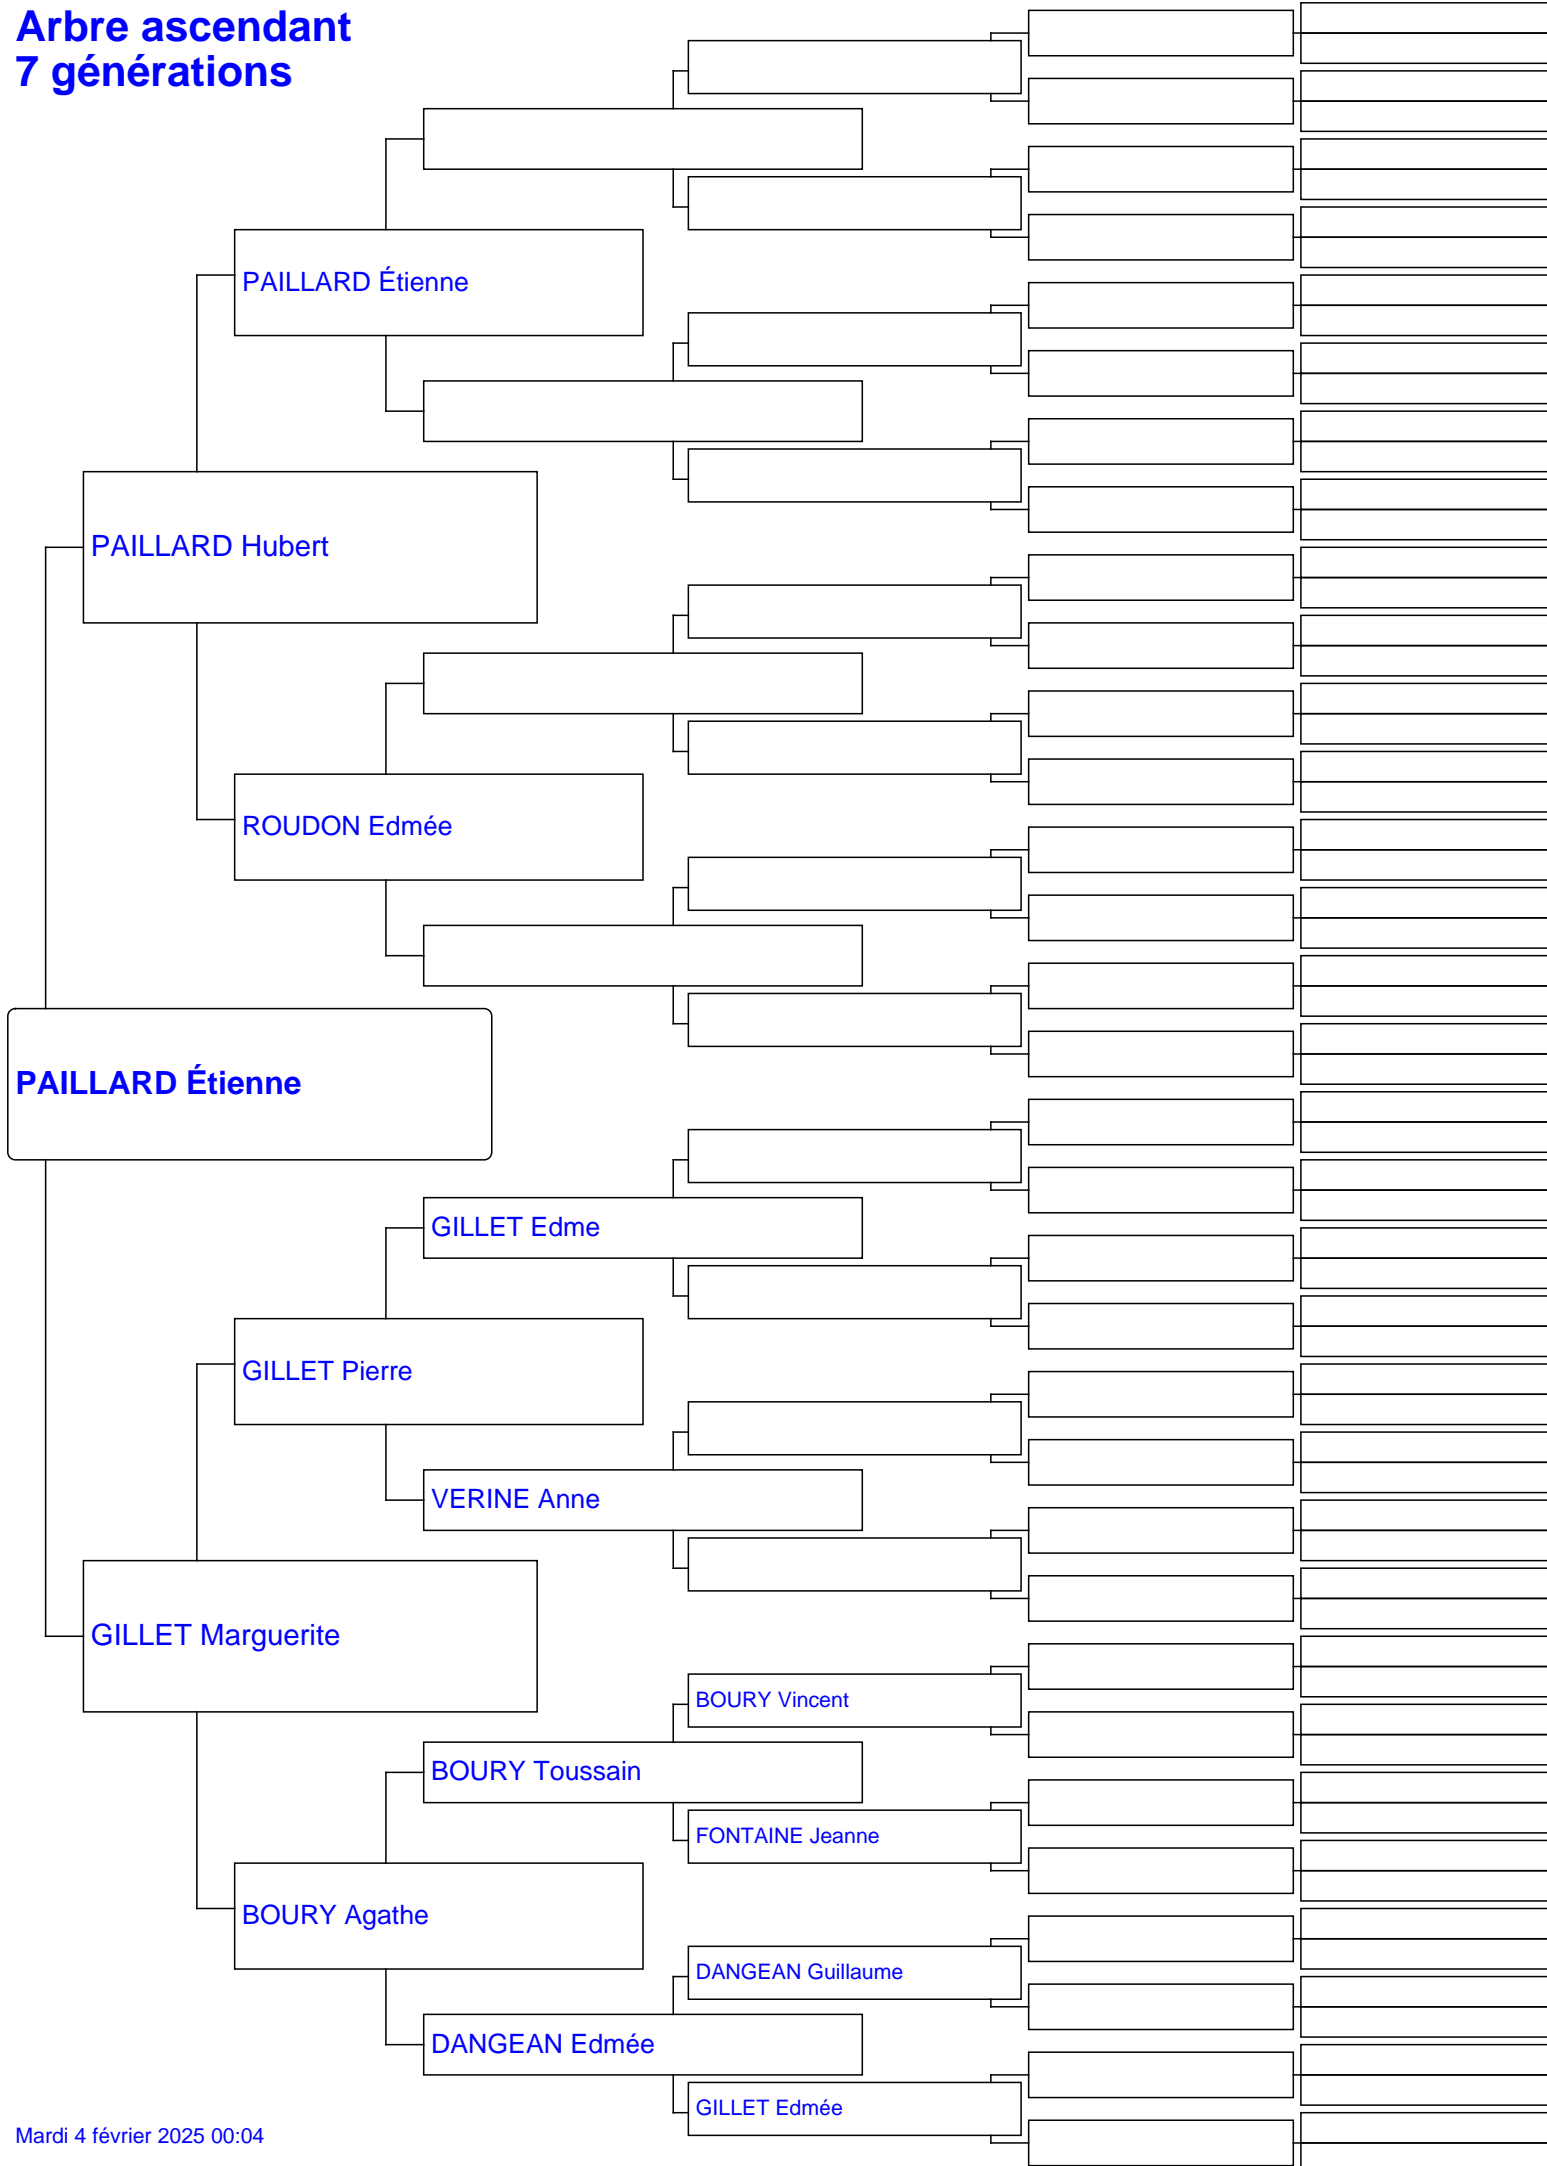 Arbre ascendant
7 générations
PAILLARD Étienne
PAILLARD Hubert
ROUDON Edmée
PAILLARD Étienne
GILLET Edme
GILLET Pierre
VERINE Anne
GILLET Marguerite
BOURY Vincent
BOURY Toussain
FONTAINE Jeanne
BOURY Agathe
DANGEAN Guillaume
DANGEAN Edmée
GILLET Edmée
Mardi 4 février 2025 00:04